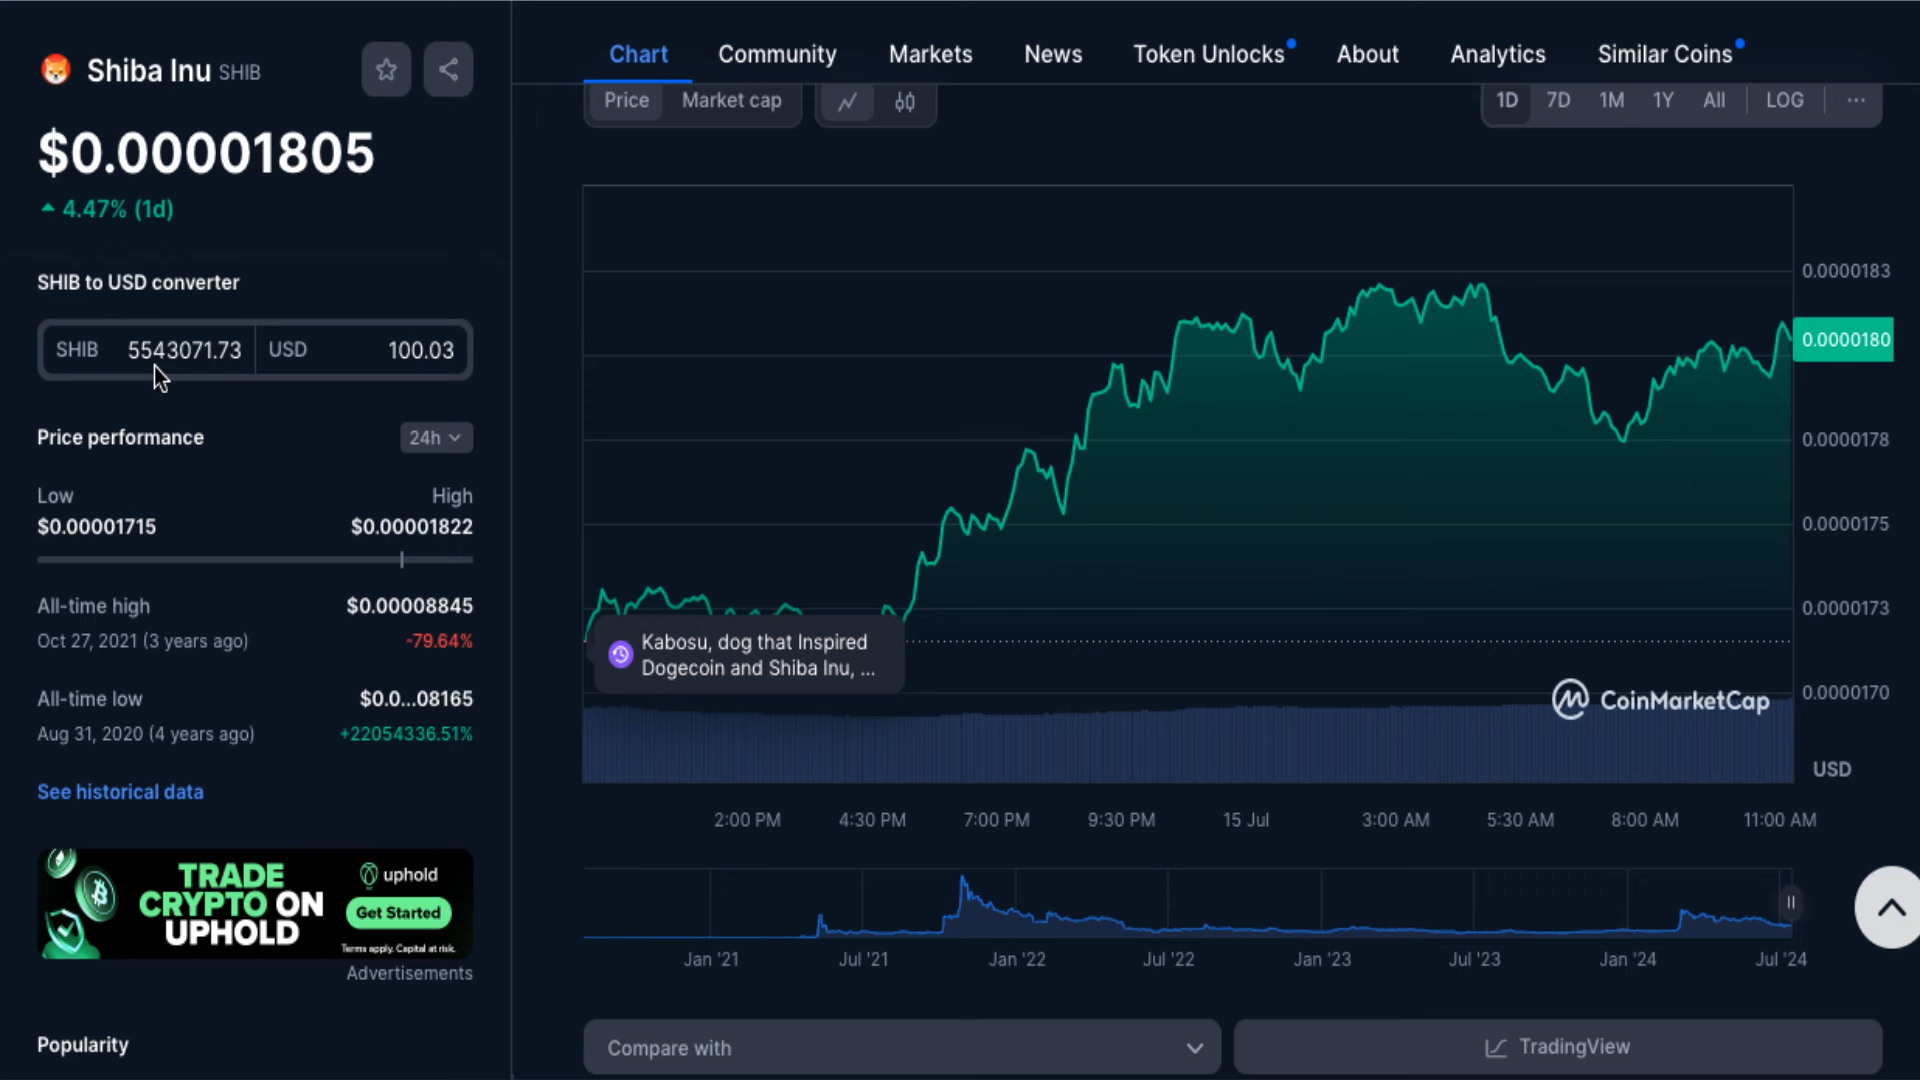 Shiba Inu SHIB
$0.00001805
4.47% (1d)
SHIB to USD converter
SHIB 5543071.73 USD 100.03
Price performance 24h
Low High
$0.00001715 $0.00001822
All-time high $0.00008845
Oct 27, 2021 (3 years ago) -79.64%
All-time low $0.0...08165
Aug 31, 2020 (4 years ago) +22054336.51%
See historical data
TRADE
CRYPTO ON
UPHOLD
uphold
Get Started
Terms apply. Capital at risk.
Advertisements
Popularity
Chart Community Markets News Token Unlocks About Analytics Similar Coins
Price Market cap 1D 7D 1M 1Y All LOG ...
0.0000183
0.0000180
0.0000178
0.0000175
0.0000173
0.0000170
Kabosu, dog that Inspired
Dogecoin and Shiba Inu, ...
CoinMarketCap
USD
2:00 PM 4:30 PM 7:00 PM 9:30 PM 15 Jul 3:00 AM 5:30 AM 8:00 AM 11:00 AM
Jan '21 Jul '21 Jan '22 Jul '22 Jan '23 Jul '23 Jan '24 Jul '24
Compare with
TradingView